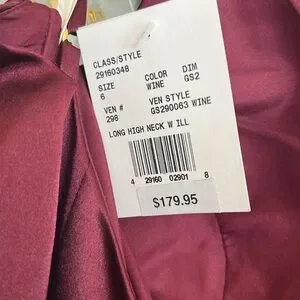 CLASS/STYLE
29160348
SIZE COLOR DIM
6 WINE GS2
VEN # VEN STYLE
298 GS290063 WINE
LONG HIGH NECK W ILL
4 29160 02901 8
$179.95